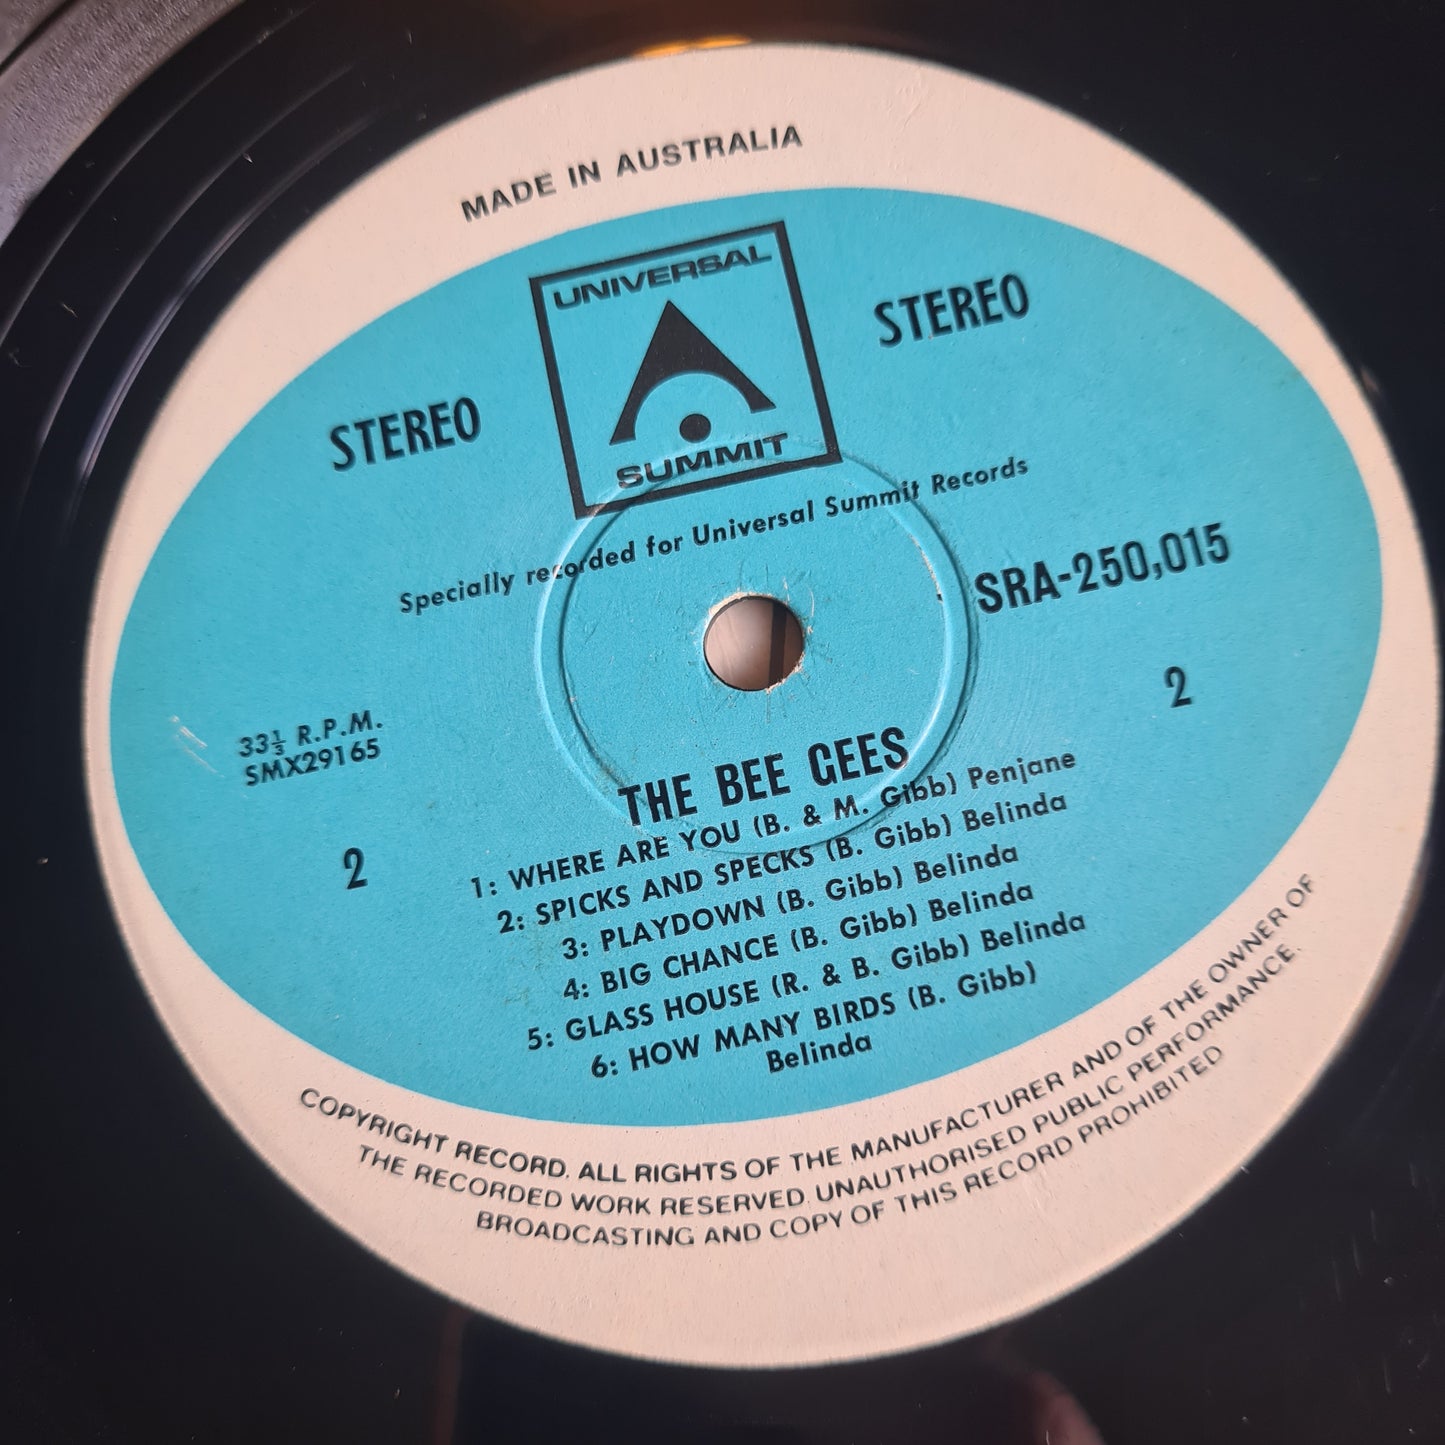 MADE IN AUSTRALIA
UNIVERSAL
SUMMIT
STEREO
STEREO
Specially recorded for Universal Summit Records
SRA-250,015
33⅓ R.P.M.
SMX29165
2
2
THE BEE GEES
1: WHERE ARE YOU (B. & M. Gibb) Penjane
2: SPICKS AND SPECKS (B. Gibb) Belinda
3: PLAYDOWN (B. Gibb) Belinda
4: BIG CHANCE (B. Gibb) Belinda
5: GLASS HOUSE (R. & B. Gibb) Belinda
6: HOW MANY BIRDS (B. Gibb)
Belinda
COPYRIGHT RECORD. ALL RIGHTS OF THE MANUFACTURER AND OF THE OWNER OF
THE RECORDED WORK RESERVED. UNAUTHORISED PUBLIC PERFORMANCE.
BROADCASTING AND COPY OF THIS RECORD PROHIBITED